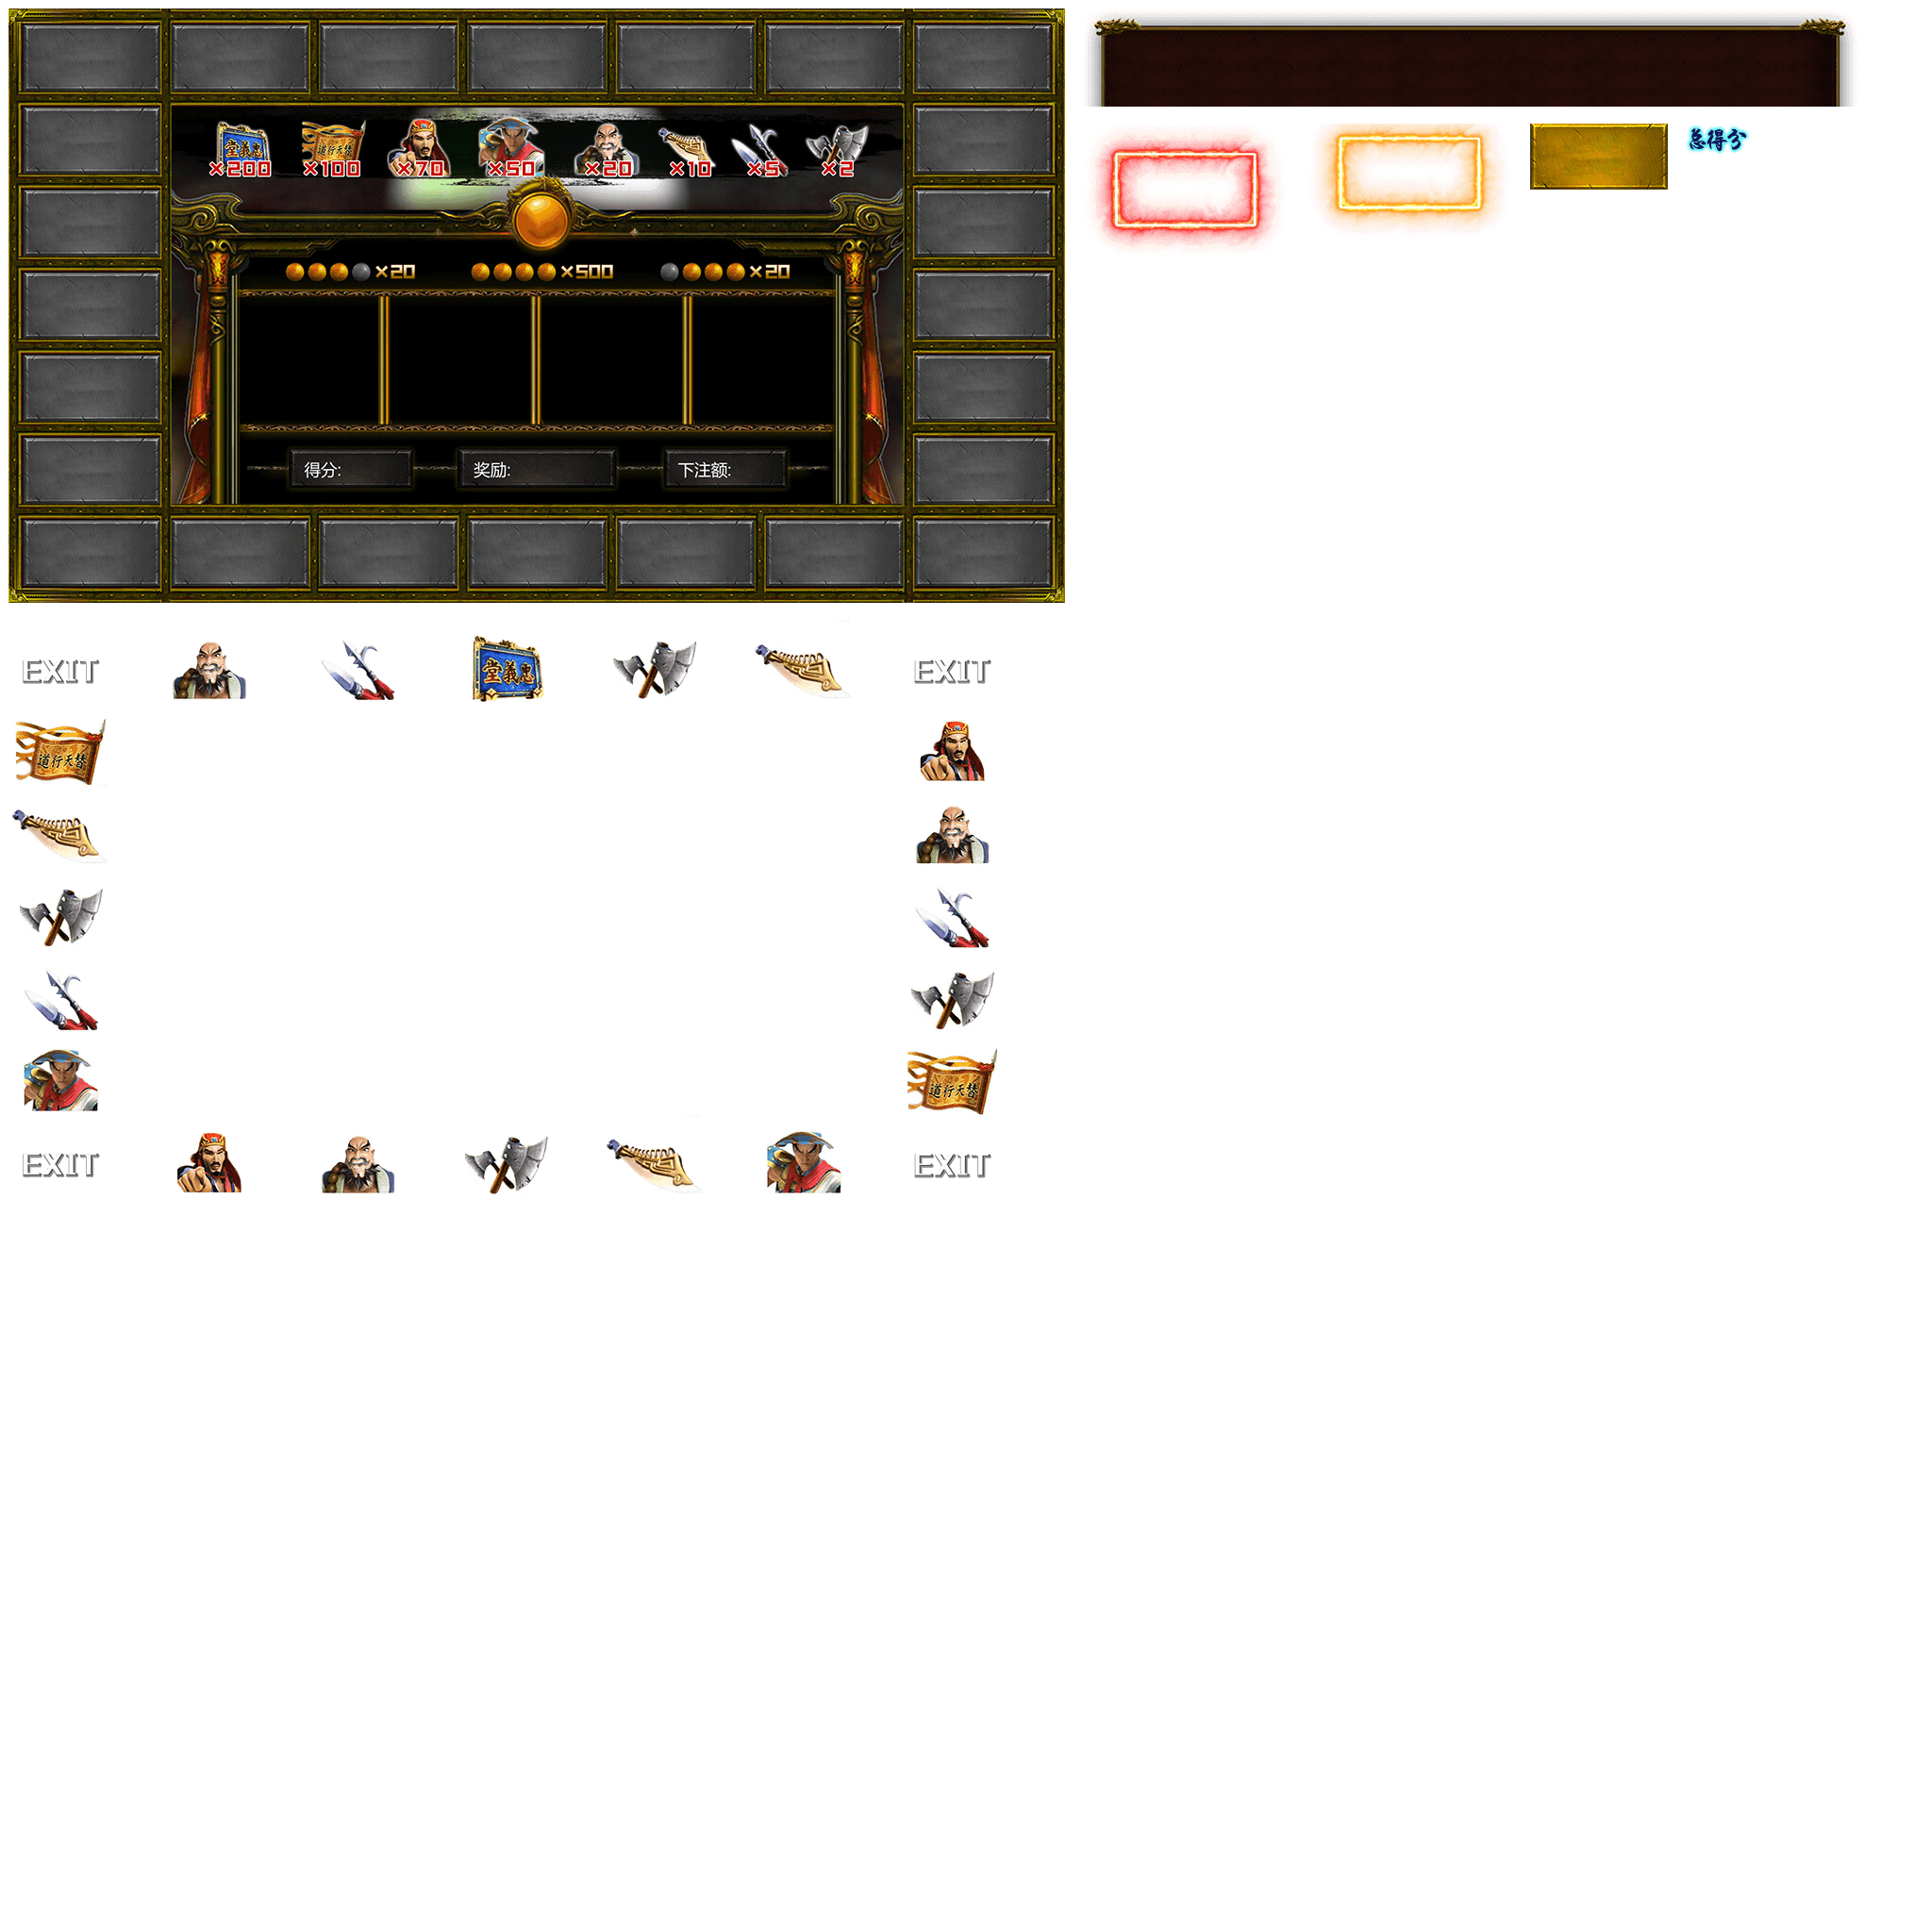 忠義堂 替天行道
×200 ×100 ×70 ×50 ×20 ×10 ×5 ×2
×20 ×500 ×20
得分: 奖励: 下注额:
总得分
EXIT 忠義堂 EXIT
替天行道
替天行道
EXIT EXIT